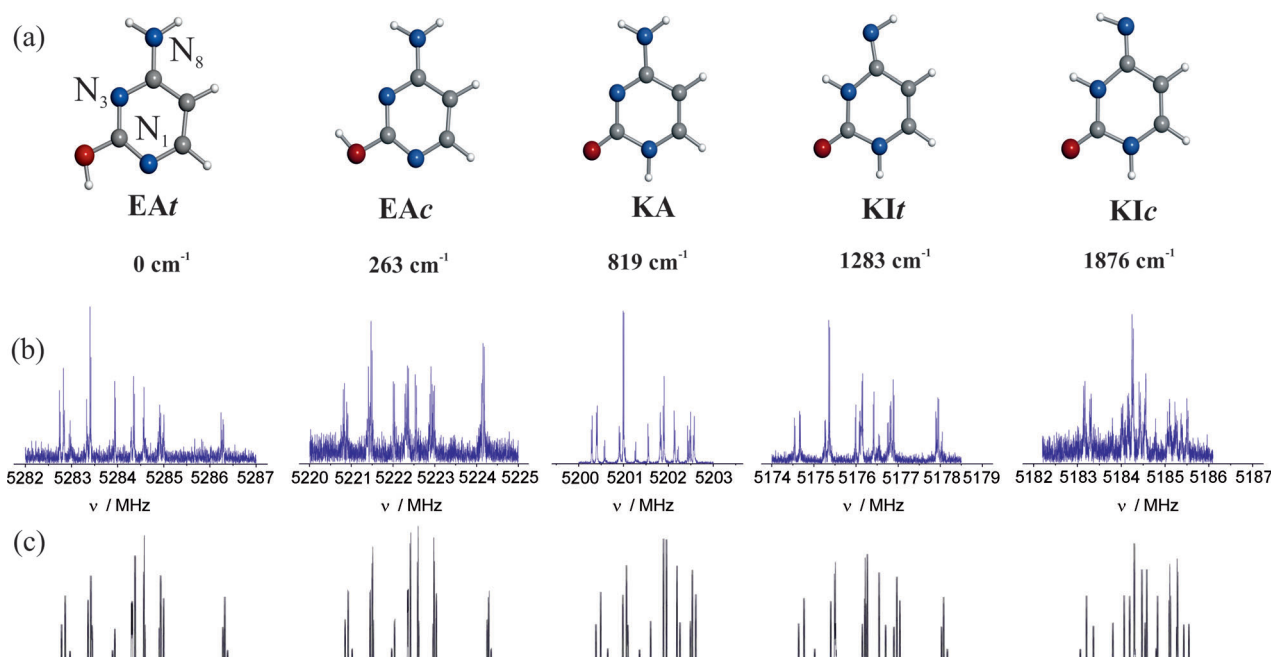 (a)
N8
N3
N1
EAt EAc KA KIt KIc
0 cm-1 263 cm-1 819 cm-1 1283 cm-1 1876 cm-1
(b)
5282 5283 5284 5285 5286 5287 5220 5221 5222 5223 5224 5225 5200 5201 5202 5203 5174 5175 5176 5177 5178 5179 5182 5183 5184 5185 5186 5187
ν / MHz ν / MHz ν / MHz ν / MHz ν / MHz
(c)